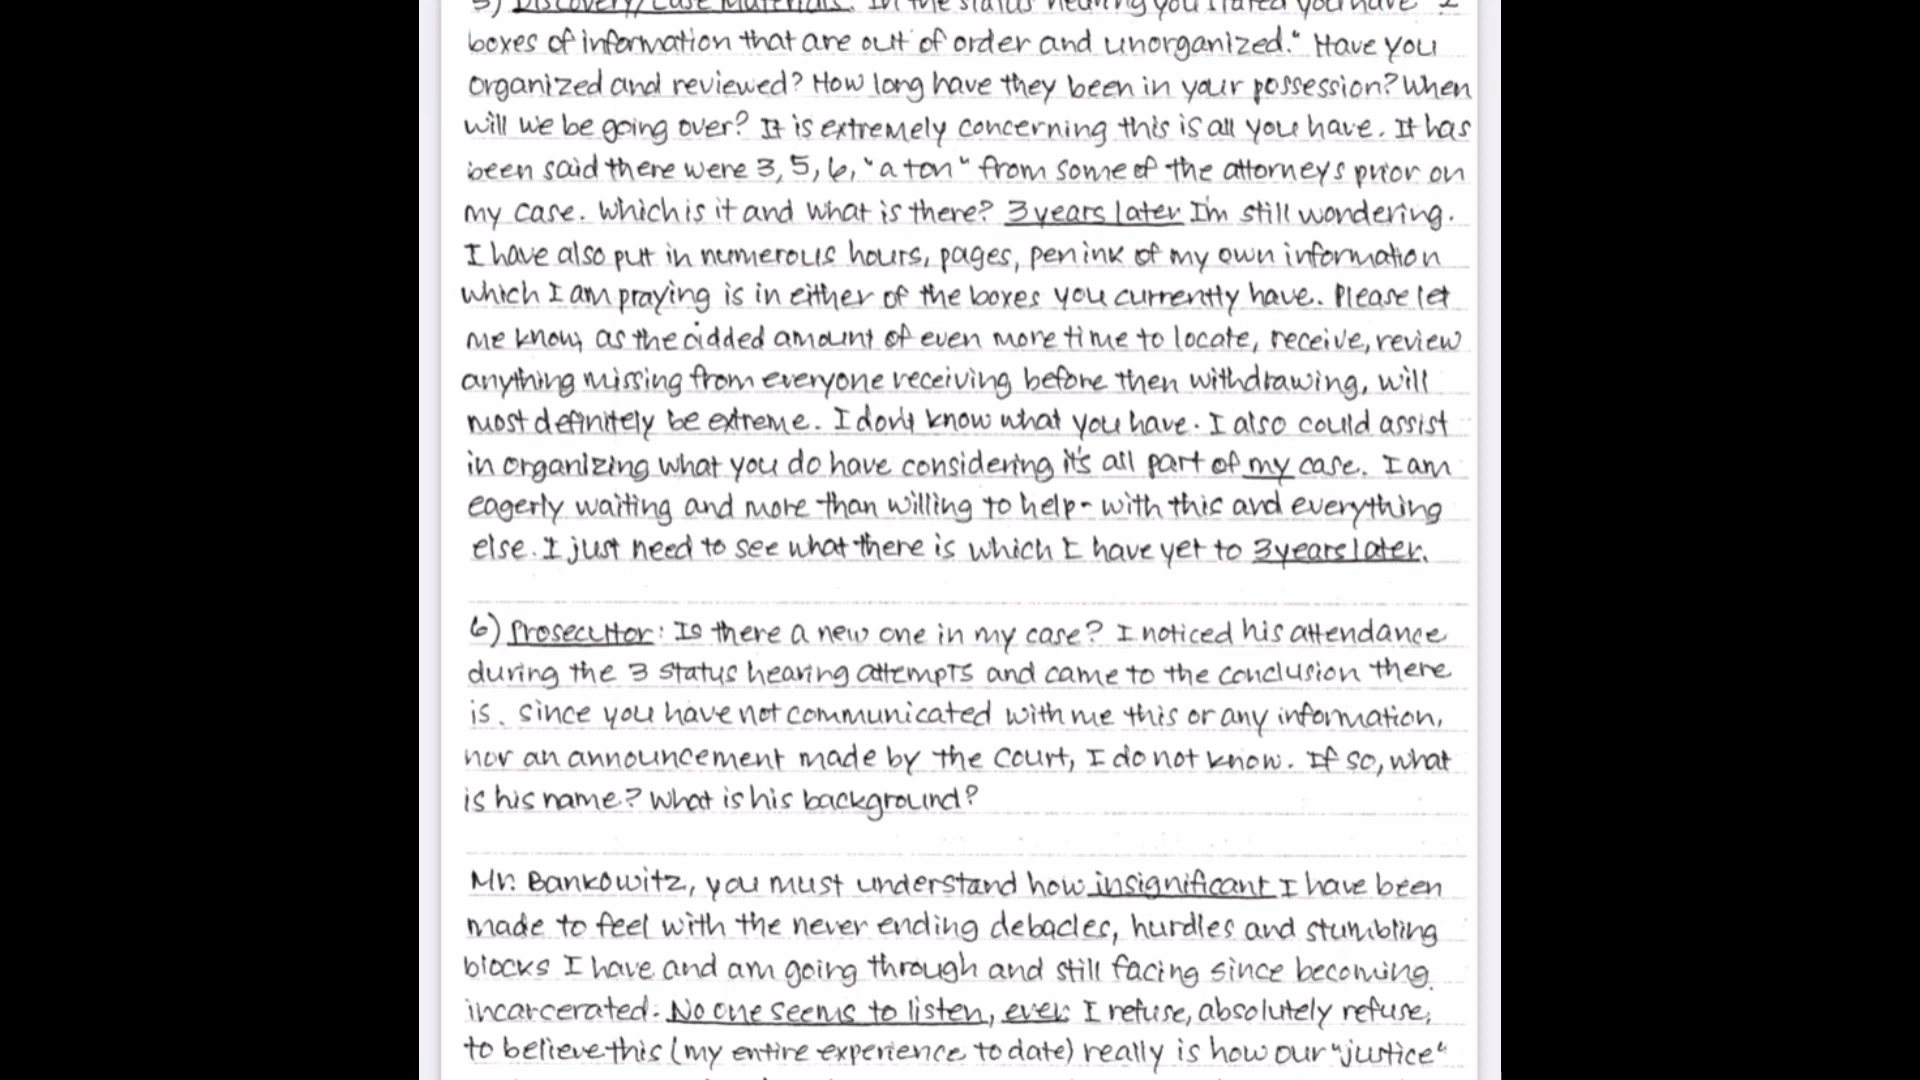 5) Discovery/Case Materials: In the status hearing you stated you have "2
boxes of information that are out of order and unorganized." Have you
organized and reviewed? How long have they been in your possession? When
will we be going over? It is extremely concerning this is all you have. It has
been said there were 3, 5, 6, "a ton" from some of the attorneys prior on
my case. Which is it and what is there? 3 years later I'm still wondering.
I have also put in numerous hours, pages, pen ink of my own information
which I am praying is in either of the boxes you currently have. Please let
me know, as the added amount of even more time to locate, receive, review
anything missing from everyone receiving before then withdrawing, will
most definitely be extreme. I don't know what you have. I also could assist
in organizing what you do have considering it's all part of my case. I am
eagerly waiting and more than willing to help - with this and everything
else. I just need to see what there is which I have yet to 3 years later.
6) Prosecutor: Is there a new one in my case? I noticed his attendance
during the 3 status hearing attempts and came to the conclusion there
is. Since you have not communicated with me this or any information,
nor an announcement made by the court, I do not know. If so, what
is his name? What is his background?
Mr. Bankowitz, you must understand how insignificant I have been
made to feel with the never ending debacles, hurdles and stumbling
blocks I have and am going through and still facing since becoming
incarcerated. No one seems to listen, ever. I refuse, absolutely refuse,
to believe this (my entire experience to date) really is how our "justice"